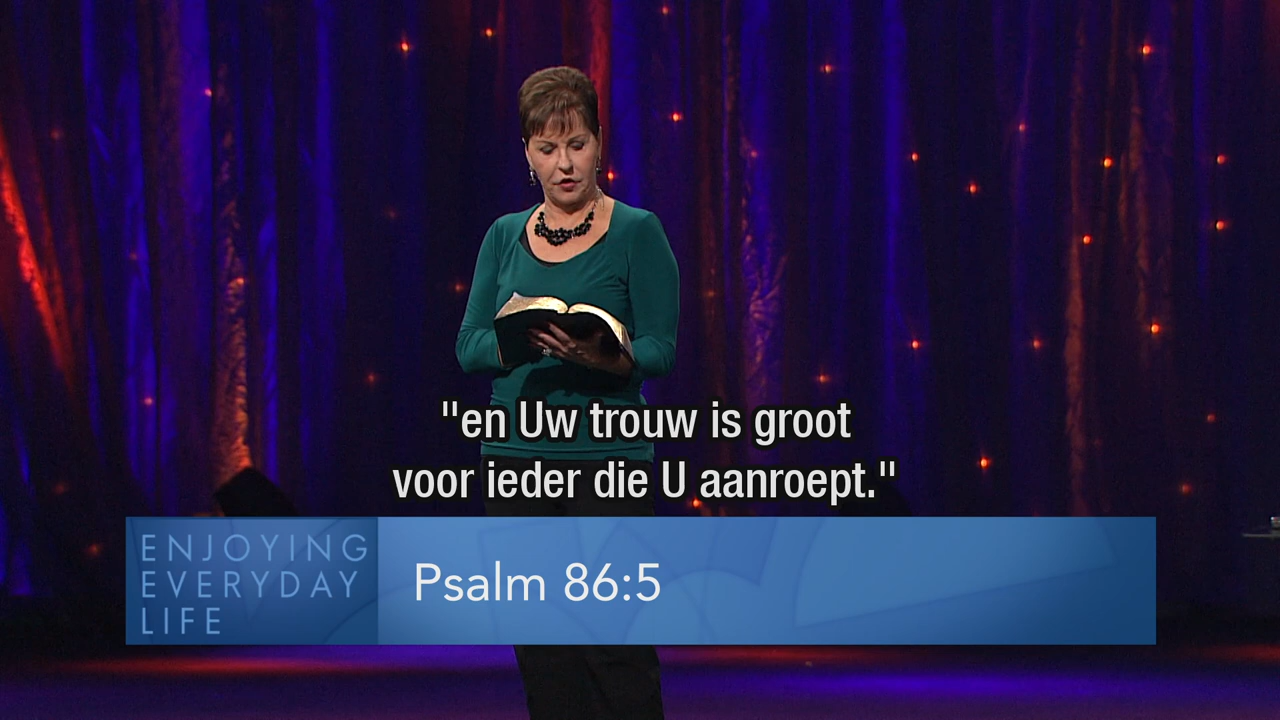 "en Uw trouw is groot
voor ieder die U aanroept."
ENJOYING
EVERYDAY
LIFE
Psalm 86:5